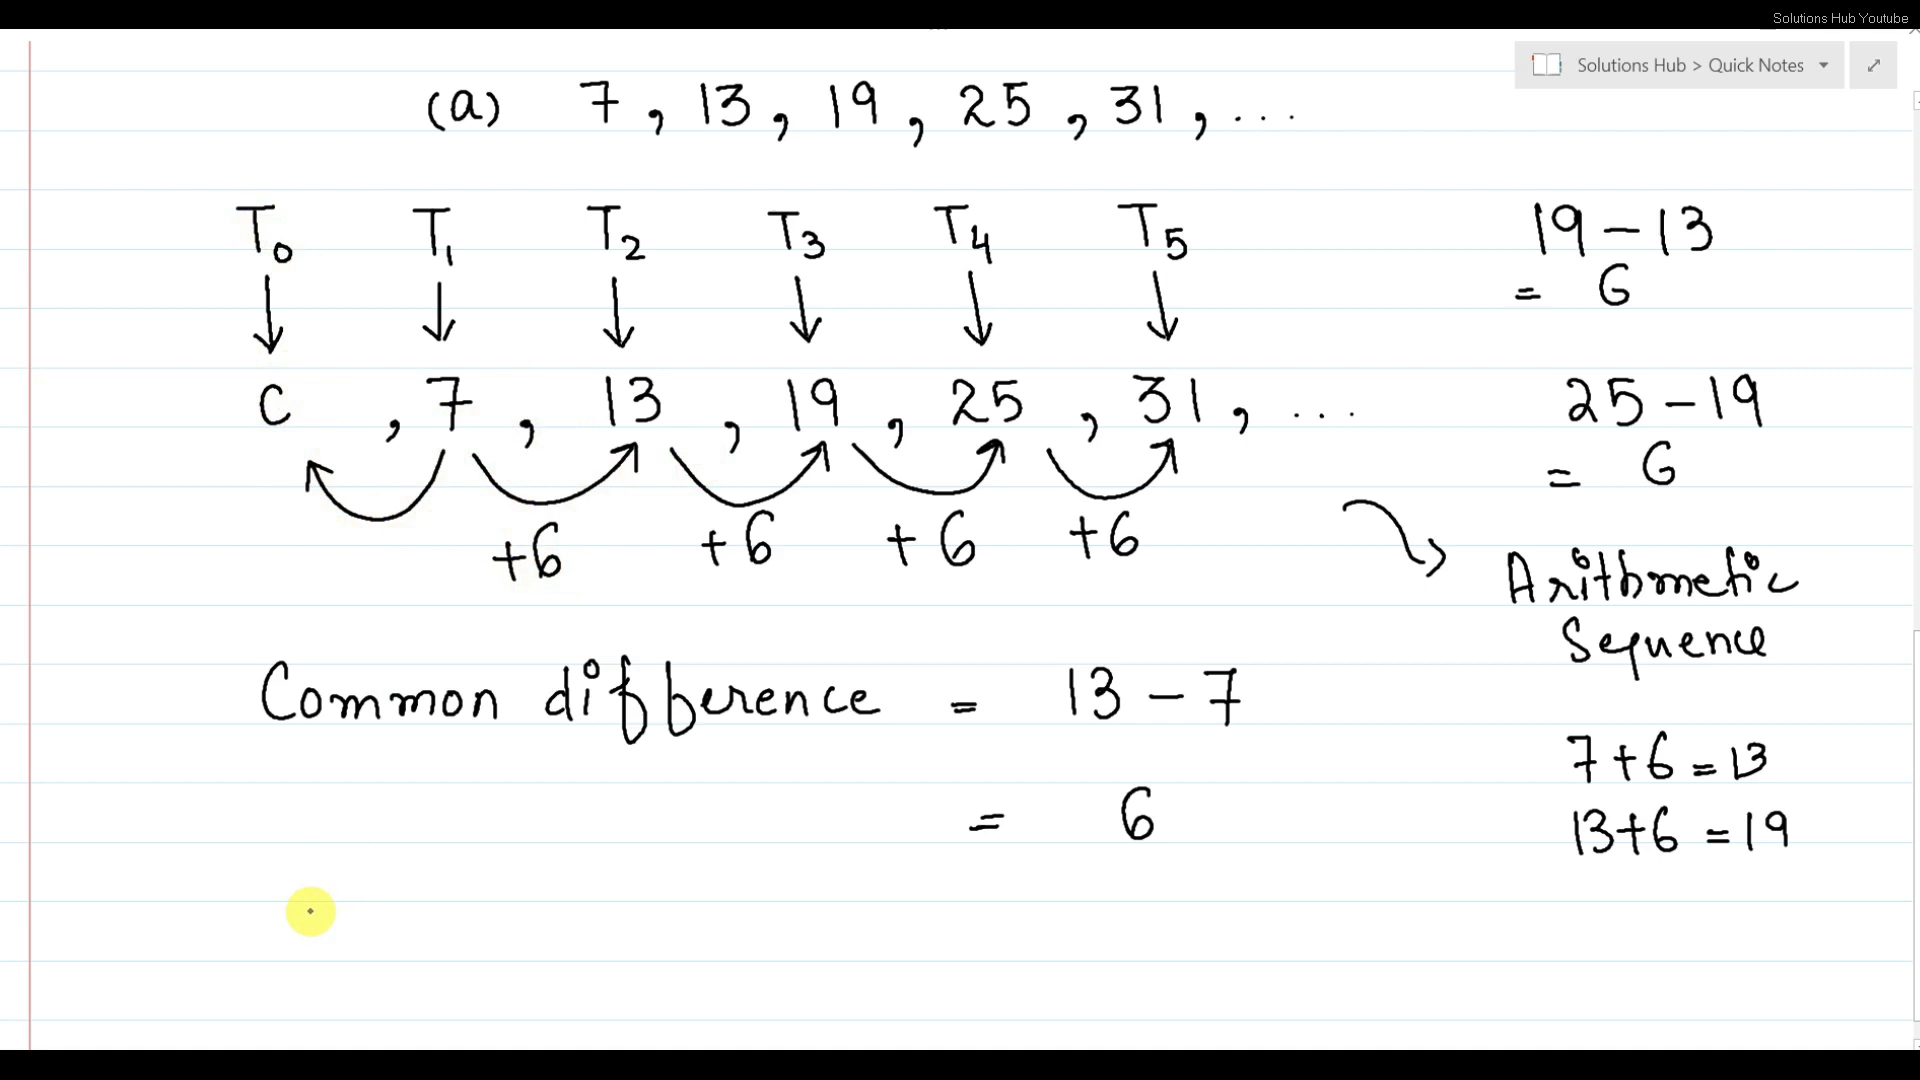 Solutions Hub Youtube
Solutions Hub > Quick Notes
(a) 7, 13, 19, 25, 31, ...
T₀ T₁ T₂ T₃ T₄ T₅
↓ ↓ ↓ ↓ ↓ ↓
C, 7, 13, 19, 25, 31, ...
+6 +6 +6 +6
Common difference = 13 - 7
= 6
19 - 13
= 6
25 - 19
= 6
Arithmetic
Sequence
7+6=13
13+6=19